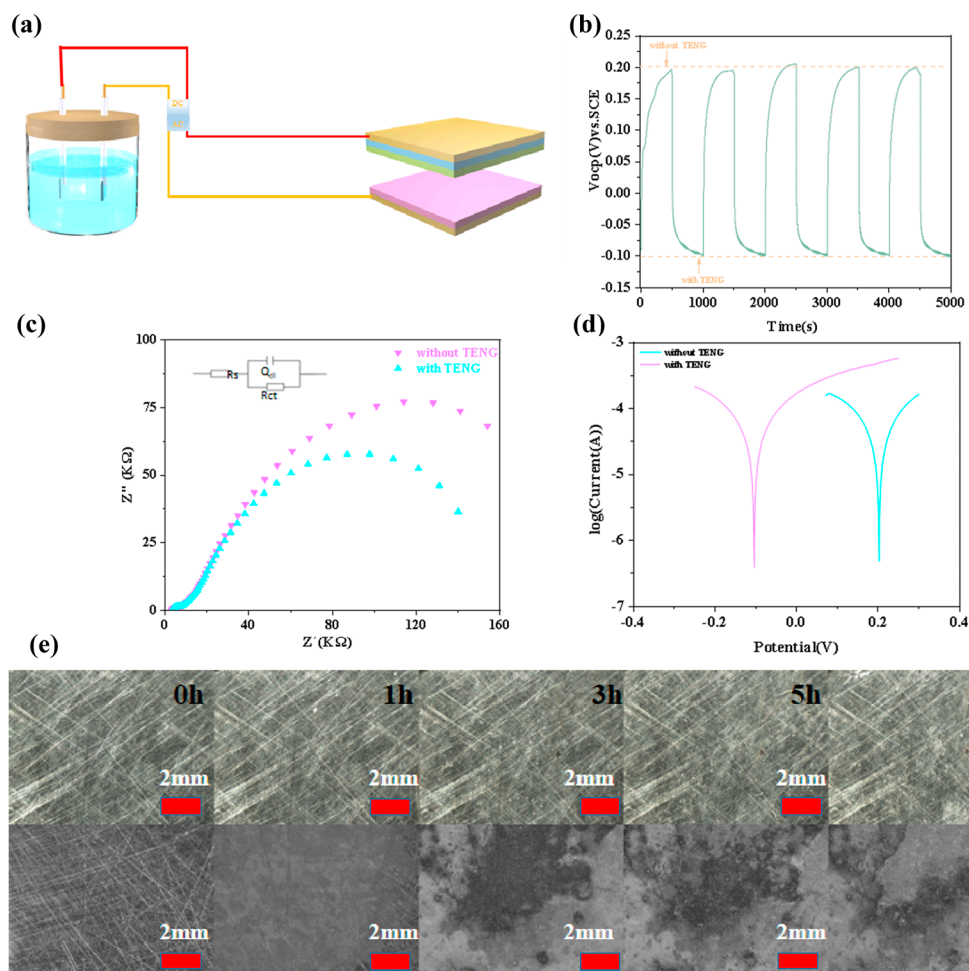 (a)
DC
(b)
Vocp(V)vs.SCE
0.25
0.20
0.15
0.10
0.05
0.00
-0.05
-0.10
-0.15
without TENG
with TENG
0 1000 2000 3000 4000 5000
Time(s)
(c)
Z'' (KΩ)
100
75
50
25
0
Rs
Rct
without TENG
with TENG
0 40 80 120 160
Z´(KΩ)
(d)
log(Current(A))
-3
-4
-5
-6
-7
without TENG
with TENG
-0.4 -0.2 0.0 0.2 0.4
Potential(V)
(e)
0h 1h 3h 5h
2mm 2mm 2mm 2mm
2mm 2mm 2mm 2mm